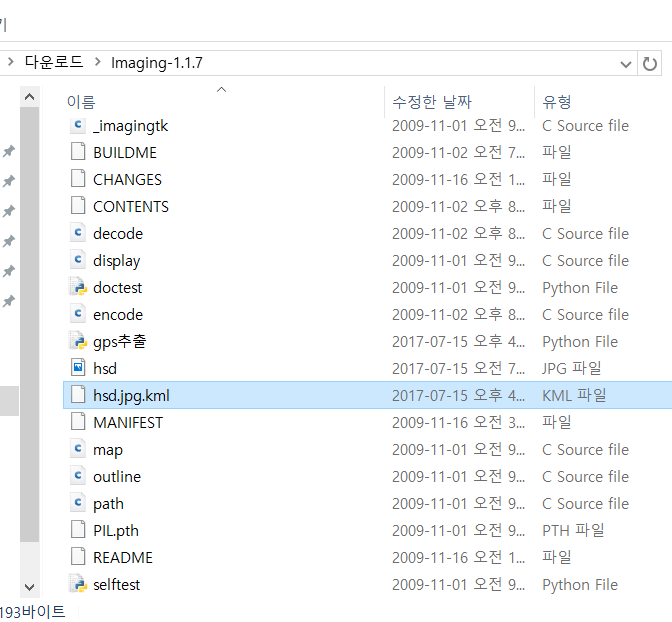 기
> 다운로드 > Imaging-1.1.7
이름 수정한 날짜 유형
_imagingtk 2009-11-01 오전 9... C Source file
BUILDME 2009-11-02 오전 7... 파일
CHANGES 2009-11-16 오전 1... 파일
CONTENTS 2009-11-02 오후 8... 파일
decode 2009-11-02 오후 8... C Source file
display 2009-11-01 오전 9... C Source file
doctest 2009-11-01 오전 9... Python File
encode 2009-11-02 오후 8... C Source file
gps추출 2017-07-15 오후 4... Python File
hsd 2017-07-15 오전 7... JPG 파일
hsd.jpg.kml 2017-07-15 오후 4... KML 파일
MANIFEST 2009-11-16 오전 3... 파일
map 2009-11-01 오전 9... C Source file
outline 2009-11-01 오전 9... C Source file
path 2009-11-01 오전 9... C Source file
PIL.pth 2009-11-01 오전 9... PTH 파일
README 2009-11-16 오전 1... 파일
selftest 2009-11-01 오전 9... Python File
193바이트